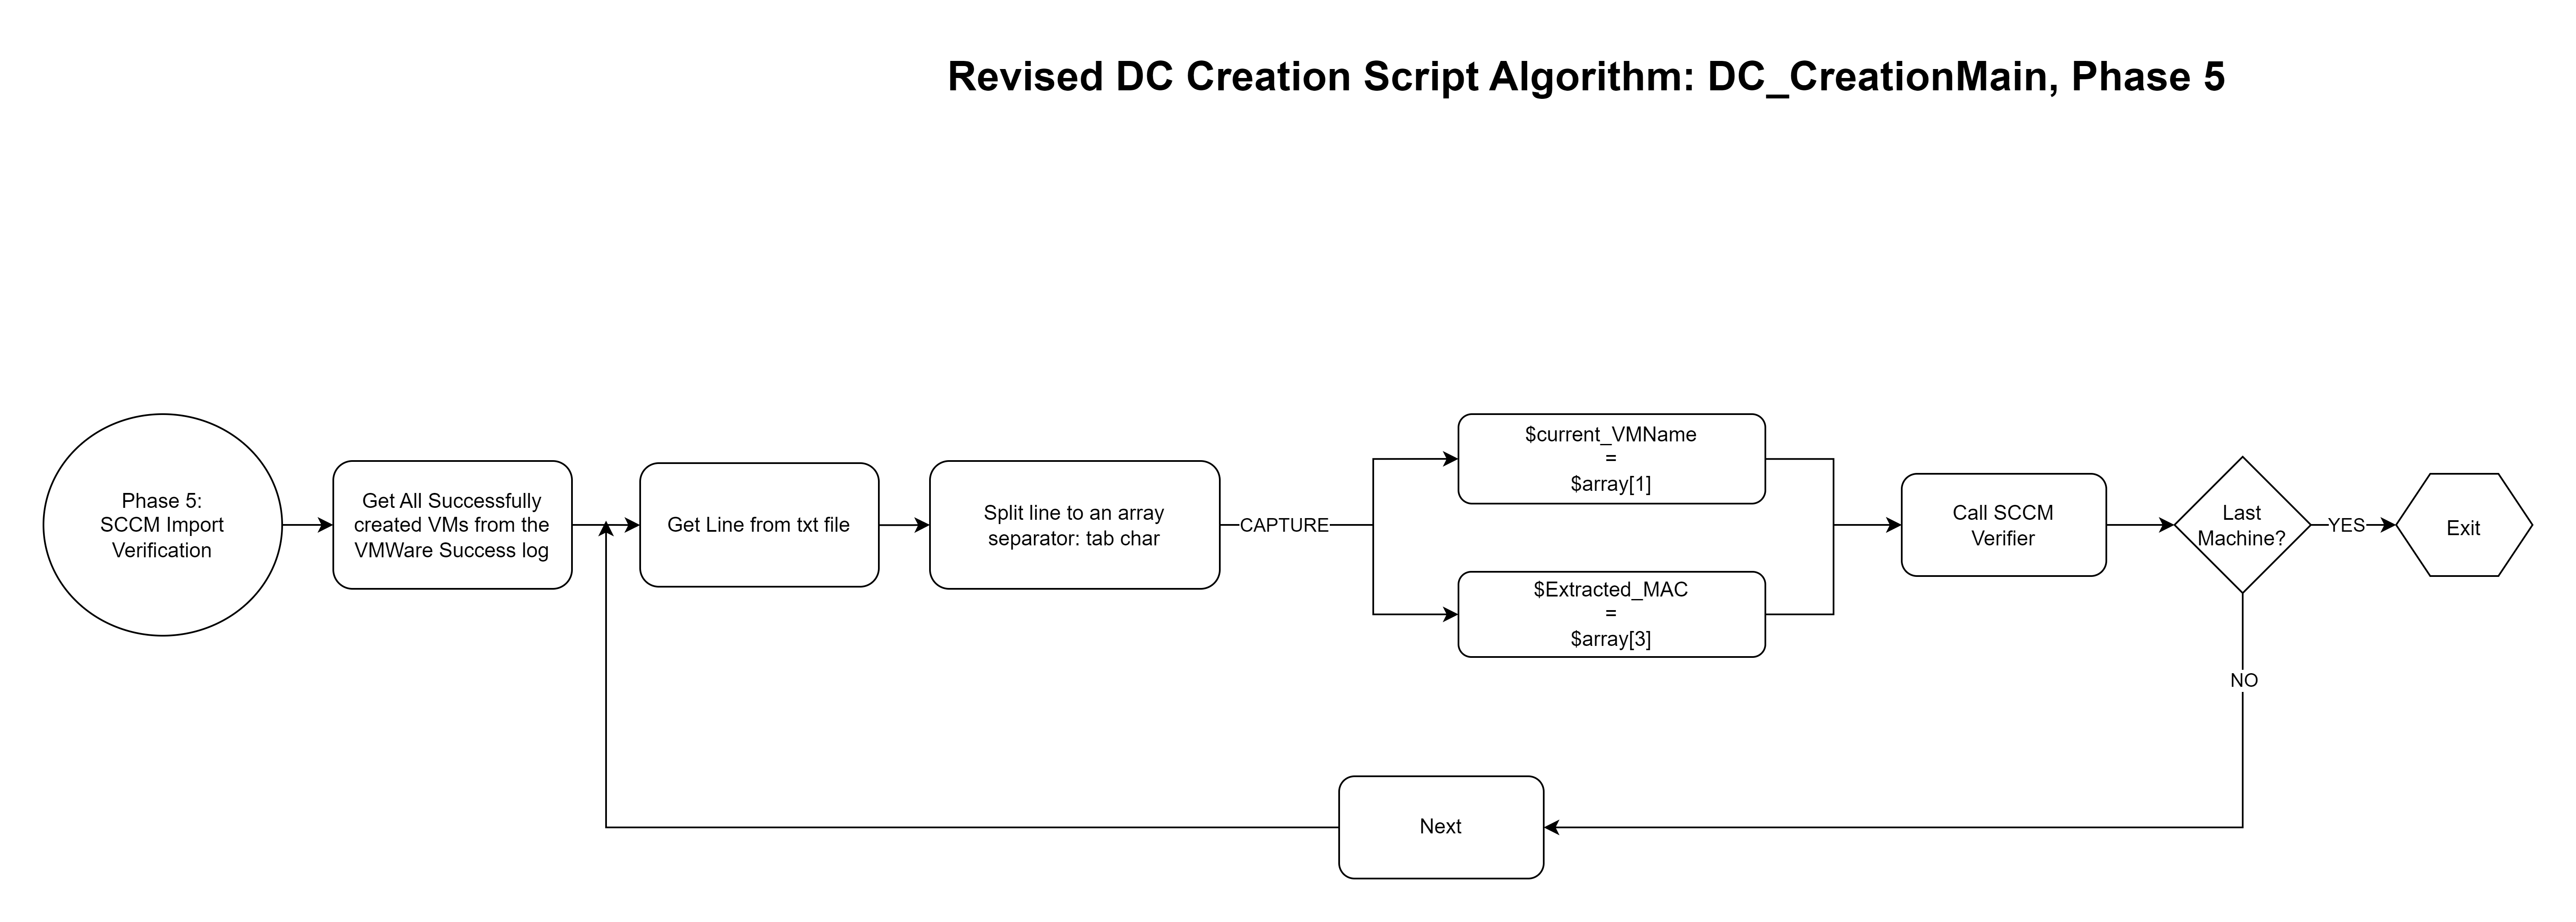 Revised DC Creation Script Algorithm: DC_CreationMain, Phase 5
Phase 5:
SCCM Import
Verification
Get All Successfully
created VMs from the
VMWare Success log
Get Line from txt file
Split line to an array
separator: tab char
CAPTURE
$current_VMName
=
$array[1]
$Extracted_MAC
=
$array[3]
Call SCCM
Verifier
Last
Machine?
YES
Exit
NO
Next